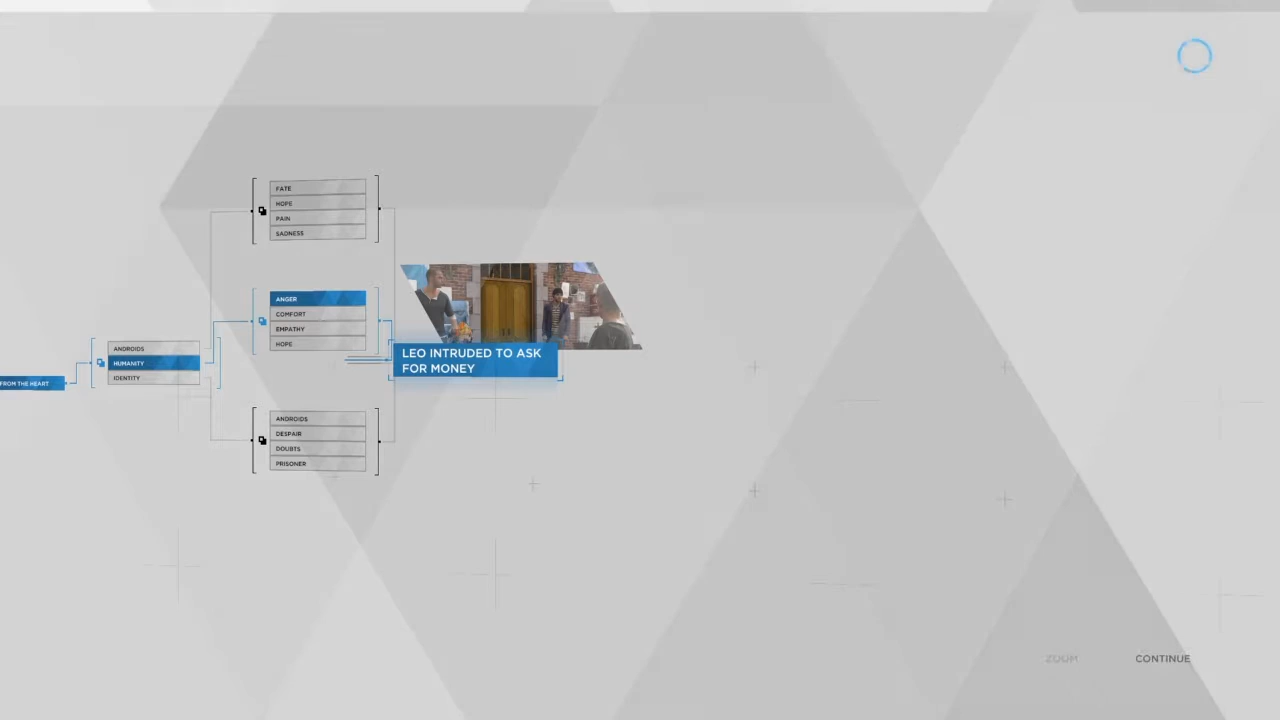 FROM THE HEART
ANDROIDS
HUMANITY
IDENTITY
FATE
HOPE
PAIN
SADNESS
ANGER
COMFORT
EMPATHY
HOPE
ANDROIDS
DESPAIR
DOUBTS
PRISONER
LEO INTRUDED TO ASK
FOR MONEY
ZOOM
CONTINUE